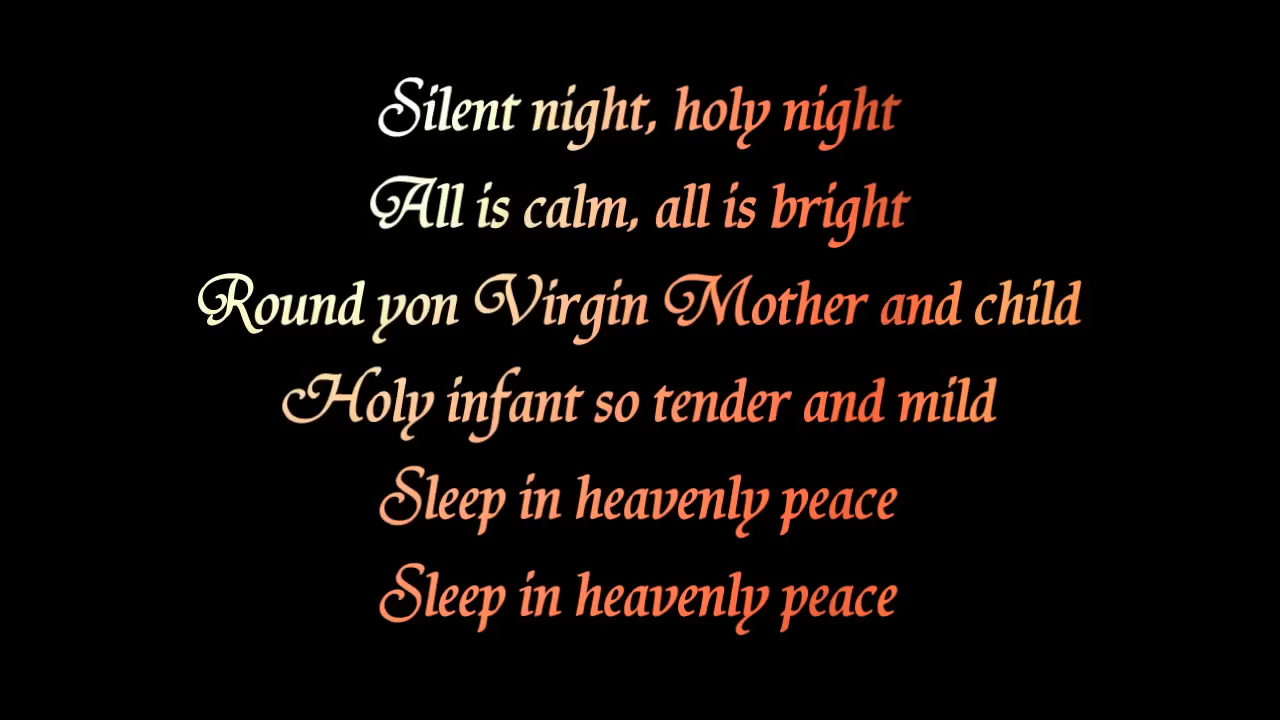 Silent night, holy night
All is calm, all is bright
Round yon Virgin Mother and child
Holy infant so tender and mild
Sleep in heavenly peace
Sleep in heavenly peace